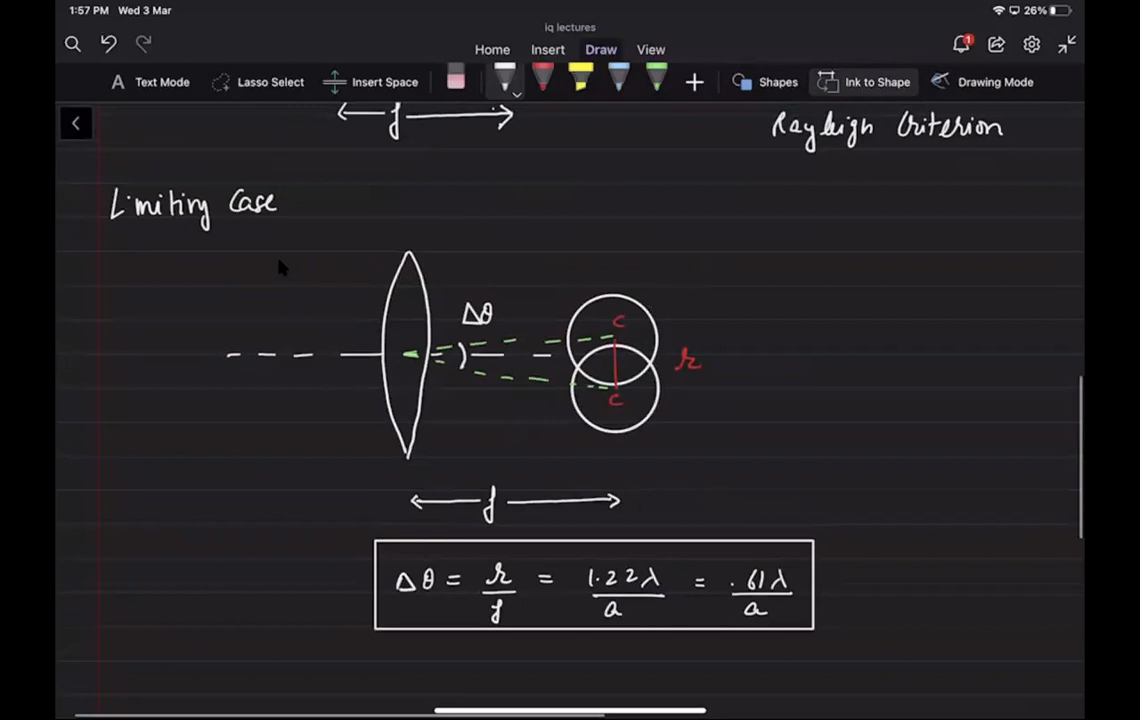 1:57 PM Wed 3 Mar
26%
iq lectures
Home Insert Draw View
1
A Text Mode Lasso Select Insert Space Shapes Ink to Shape Drawing Mode
f
Rayleigh Criterion
Limiting Case
Δθ
c
r
c
f
Δθ = r/f = 1.22λ/a = .61λ/a